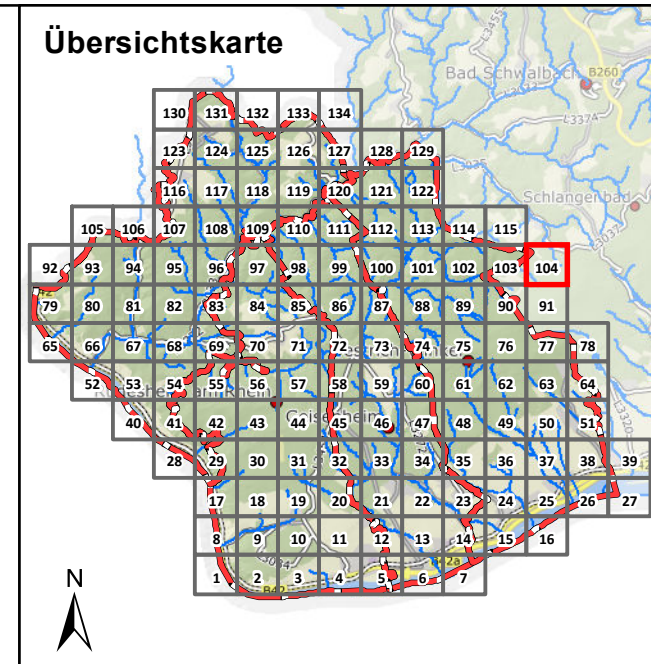 Übersichtskarte
Bad Schwalbach
B260
L3374
L3035
Schlangenbad
L3037
130 131 132 133 134
123 124 125 126 127 128 129
116 117 118 119 120 121 122
105 106 107 108 109 110 111 112 113 114 115
92 93 94 95 96 97 98 99 100 101 102 103 104
79 80 81 82 83 84 85 86 87 88 89 90 91
65 66 67 68 69 70 71 72 73 74 75 76 77 78
52 53 54 55 56 57 58 59 60 61 62 63 64
Geisenheim
L3320
40 41 42 43 44 45 46 47 48 49 50 51
28 29 30 31 32 33 34 35 36 37 38 39
17 18 19 20 21 22 23 24 25 26 27
8 9 10 11 12 13 14 15 16
L3034
B42a
1 2 3 4 5 6 7
B42
N